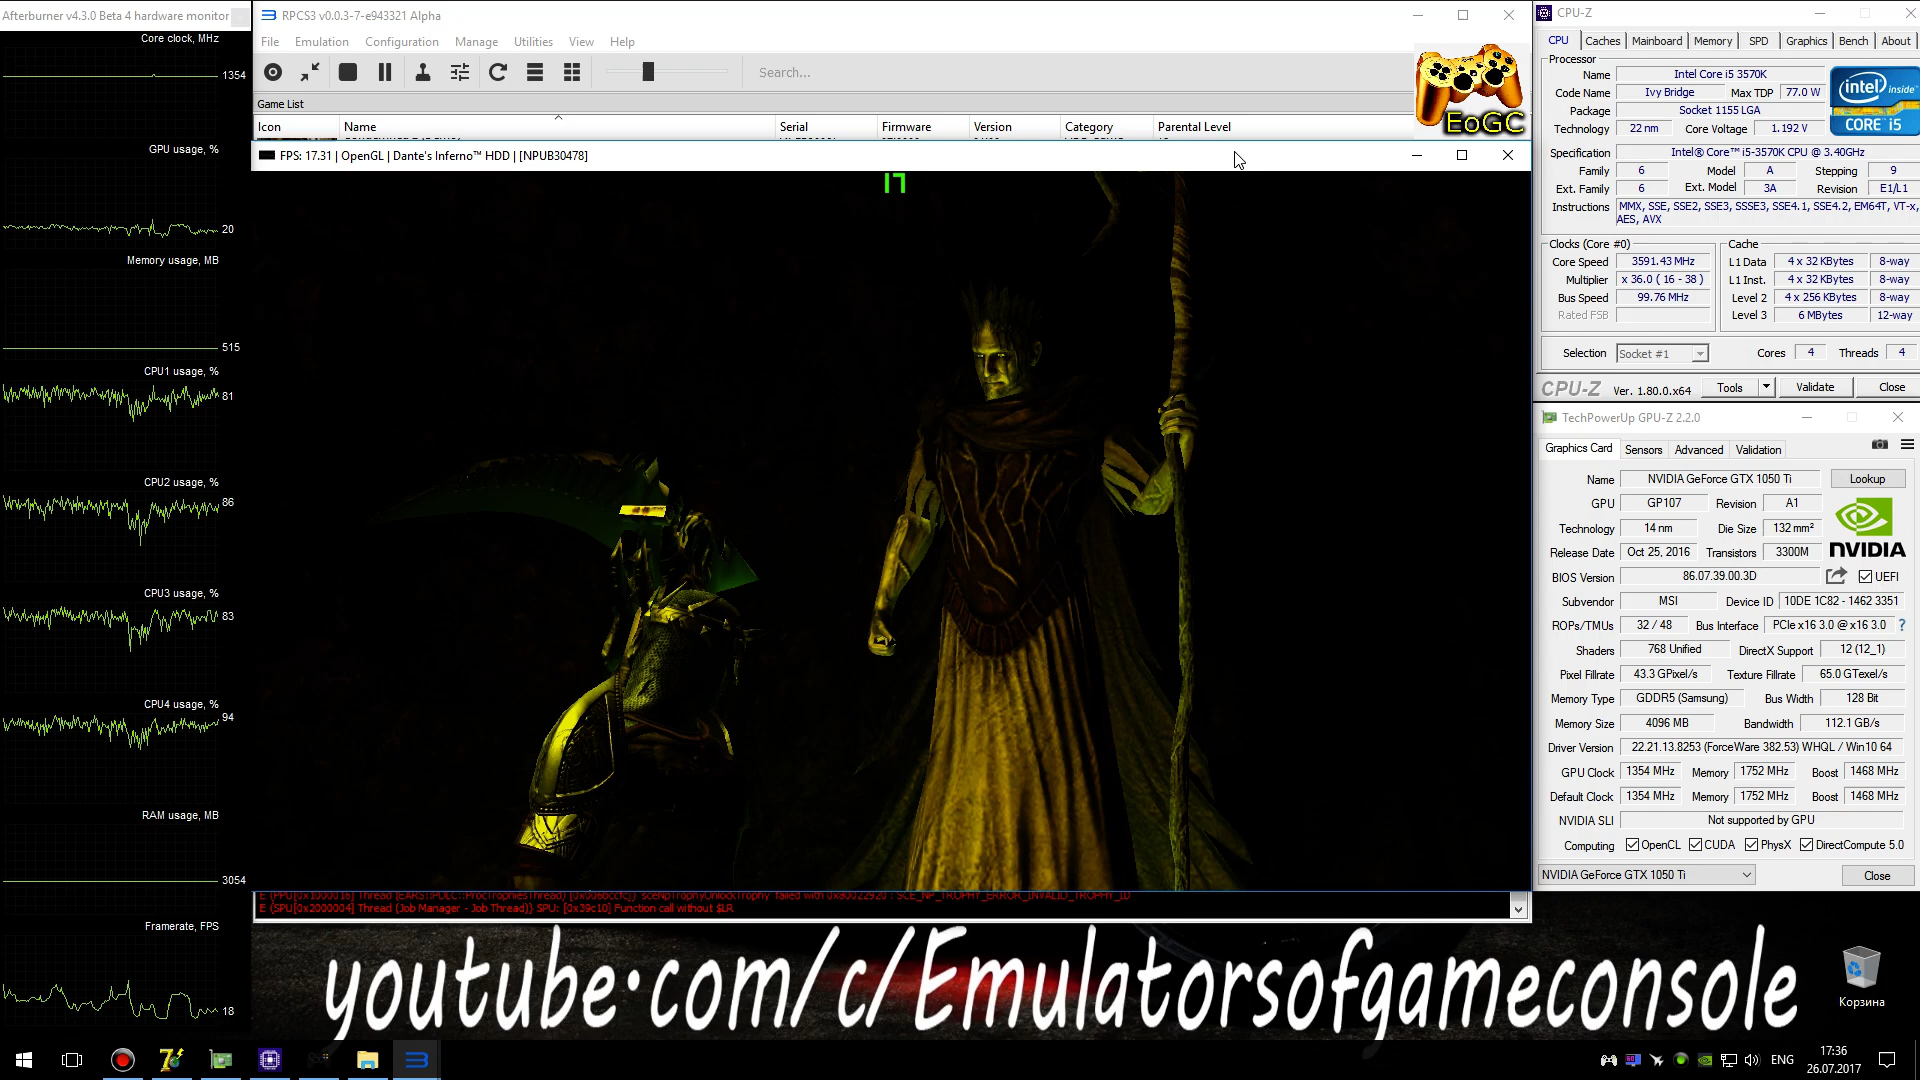 Afterburner v4.3.0 Beta 4 hardware monitor
Core clock, MHz
1354
GPU usage, %
20
Memory usage, MB
515
CPU1 usage, %
81
CPU2 usage, %
86
CPU3 usage, %
83
CPU4 usage, %
94
RAM usage, MB
3054
Framerate, FPS
18
RPCS3 v0.0.3-7-e943321 Alpha
File Emulation Configuration Manage Utilities View Help
Search...
EoGC
Game List
Icon Name Serial Firmware Version Category Parental Level
FPS: 17.31 | OpenGL | Dante's Inferno™ HDD | [NPUB30478]
17
E {SPU[0x2000004] Thread (Job Manager - Job Thread)} SPU: [0x39c10] Function call without $LR
youtube.com/c/Emulatorsofgameconsole
CPU-Z
CPU Caches Mainboard Memory SPD Graphics Bench About
Processor
Name Intel Core i5 3570K
Code Name Ivy Bridge Max TDP 77.0 W
Package Socket 1155 LGA
Technology 22 nm Core Voltage 1.192 V
intel inside™
CORE™ i5
Specification Intel® Core™ i5-3570K CPU @ 3.40GHz
Family 6 Model A Stepping 9
Ext. Family 6 Ext. Model 3A Revision E1/L1
Instructions MMX, SSE, SSE2, SSE3, SSSE3, SSE4.1, SSE4.2, EM64T, VT-x,
AES, AVX
Clocks (Core #0)
Core Speed 3591.43 MHz
Multiplier x 36.0 ( 16 - 38 )
Bus Speed 99.76 MHz
Rated FSB
Cache
L1 Data 4 x 32 KBytes 8-way
L1 Inst. 4 x 32 KBytes 8-way
Level 2 4 x 256 KBytes 8-way
Level 3 6 MBytes 12-way
Selection Socket #1 Cores 4 Threads 4
CPU-Z Ver. 1.80.0.x64 Tools Validate Close
TechPowerUp GPU-Z 2.2.0
Graphics Card Sensors Advanced Validation
Name NVIDIA GeForce GTX 1050 Ti Lookup
GPU GP107 Revision A1
Technology 14 nm Die Size 132 mm²
Release Date Oct 25, 2016 Transistors 3300M
NVIDIA
BIOS Version 86.07.39.00.3D UEFI
Subvendor MSI Device ID 10DE 1C82 - 1462 3351
ROPs/TMUs 32 / 48 Bus Interface PCIe x16 3.0 @ x16 3.0 ?
Shaders 768 Unified DirectX Support 12 (12_1)
Pixel Fillrate 43.3 GPixel/s Texture Fillrate 65.0 GTexel/s
Memory Type GDDR5 (Samsung) Bus Width 128 Bit
Memory Size 4096 MB Bandwidth 112.1 GB/s
Driver Version 22.21.13.8253 (ForceWare 382.53) WHQL / Win10 64
GPU Clock 1354 MHz Memory 1752 MHz Boost 1468 MHz
Default Clock 1354 MHz Memory 1752 MHz Boost 1468 MHz
NVIDIA SLI Not supported by GPU
Computing OpenCL CUDA PhysX DirectCompute 5.0
NVIDIA GeForce GTX 1050 Ti Close
Корзина
ENG
17:36
26.07.2017